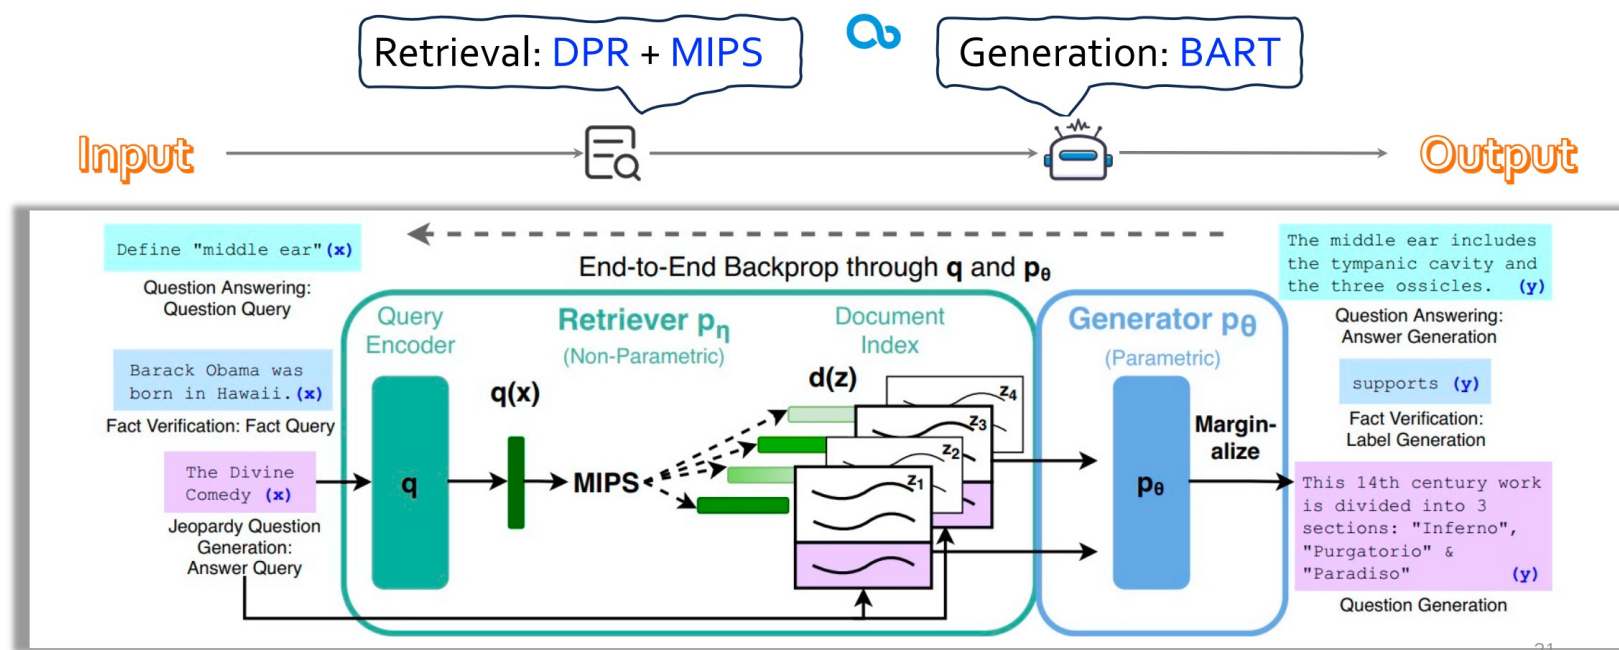 Retrieval: DPR + MIPS
Generation: BART
Input
Output
Define "middle ear" (x)
Question Answering:
Question Query
Barack Obama was
born in Hawaii. (x)
Fact Verification: Fact Query
The Divine
Comedy (x)
Jeopardy Question
Generation:
Answer Query
End-to-End Backprop through q and pθ
Query
Encoder
Retriever pη
(Non-Parametric)
Document
Index
q
q(x)
MIPS
d(z)
z4
z3
z2
z1
Generator pθ
(Parametric)
pθ
Margin-
alize
The middle ear includes
the tympanic cavity and
the three ossicles. (y)
Question Answering:
Answer Generation
supports (y)
Fact Verification:
Label Generation
This 14th century work
is divided into 3
sections: "Inferno",
"Purgatorio" &
"Paradiso" (y)
Question Generation